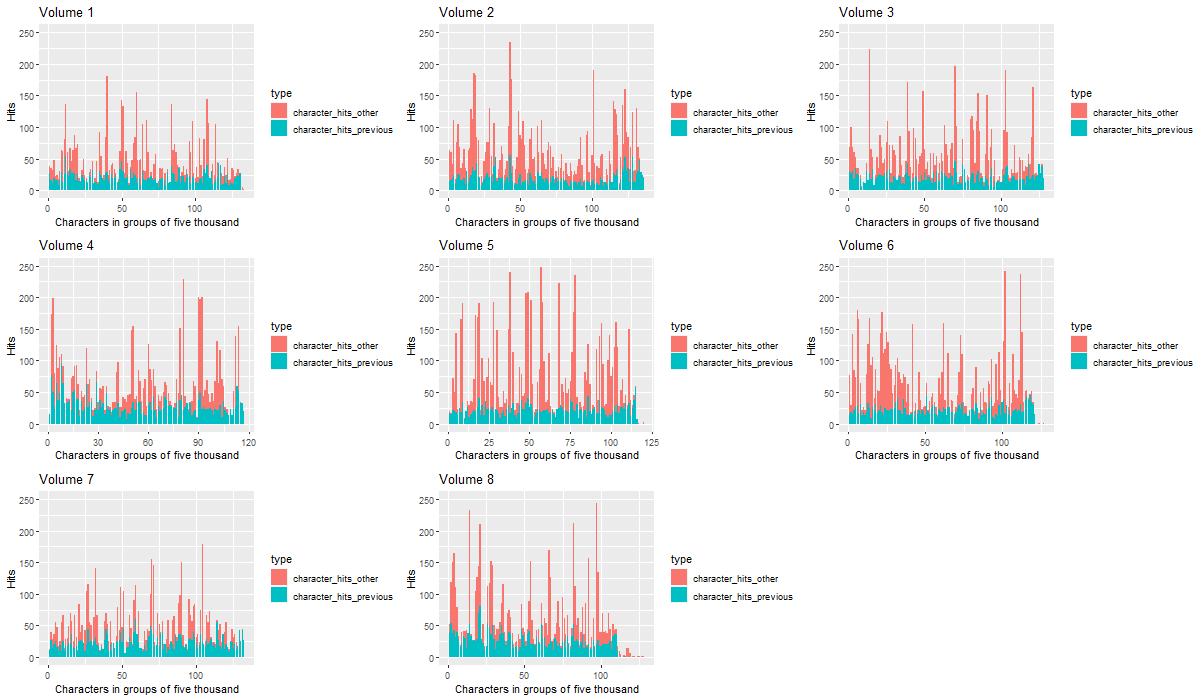 Volume 1
250
200
150
100
50
0
Hits
0 50 100
Characters in groups of five thousand
type
character_hits_other
character_hits_previous
Volume 2
250
200
150
100
50
0
Hits
0 50 100
Characters in groups of five thousand
type
character_hits_other
character_hits_previous
Volume 3
250
200
150
100
50
0
Hits
0 50 100
Characters in groups of five thousand
type
character_hits_other
character_hits_previous
Volume 4
250
200
150
100
50
0
Hits
0 30 60 90 120
Characters in groups of five thousand
type
character_hits_other
character_hits_previous
Volume 5
250
200
150
100
50
0
Hits
0 25 50 75 100 125
Characters in groups of five thousand
type
character_hits_other
character_hits_previous
Volume 6
250
200
150
100
50
0
Hits
0 50 100
Characters in groups of five thousand
type
character_hits_other
character_hits_previous
Volume 7
250
200
150
100
50
0
Hits
0 50 100
Characters in groups of five thousand
type
character_hits_other
character_hits_previous
Volume 8
250
200
150
100
50
0
Hits
0 50 100
Characters in groups of five thousand
type
character_hits_other
character_hits_previous